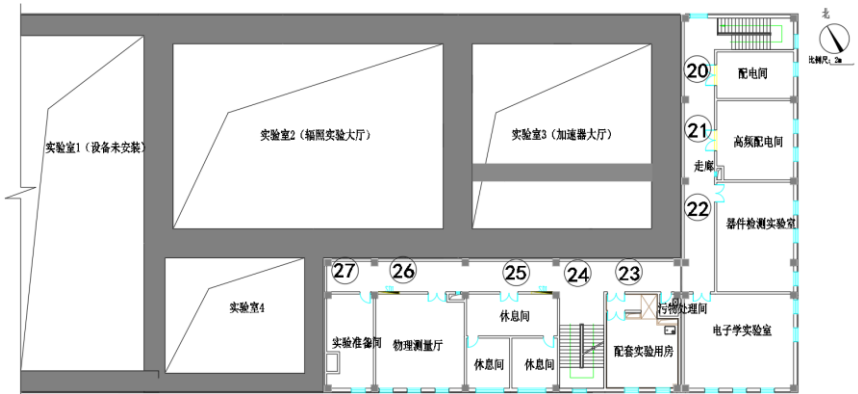 北
比例尺: 2m
20
配电间
21
高频配电间
实验室1（设备未安装）
实验室2（辐照实验大厅）
实验室3（加速器大厅）
走廊
22
器件检测实验室
27
26
25
24
23
实验室4
休息间
污物处理间
电子学实验室
实验准备间
物理测量厅
配套实验用房
休息间
休息间